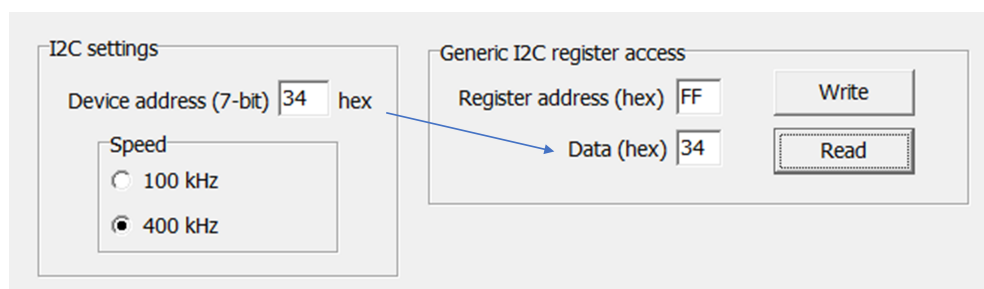 I2C settings
Device address (7-bit) 34 hex
Speed
100 kHz
400 kHz
Generic I2C register access
Register address (hex) FF Write
Data (hex) 34 Read